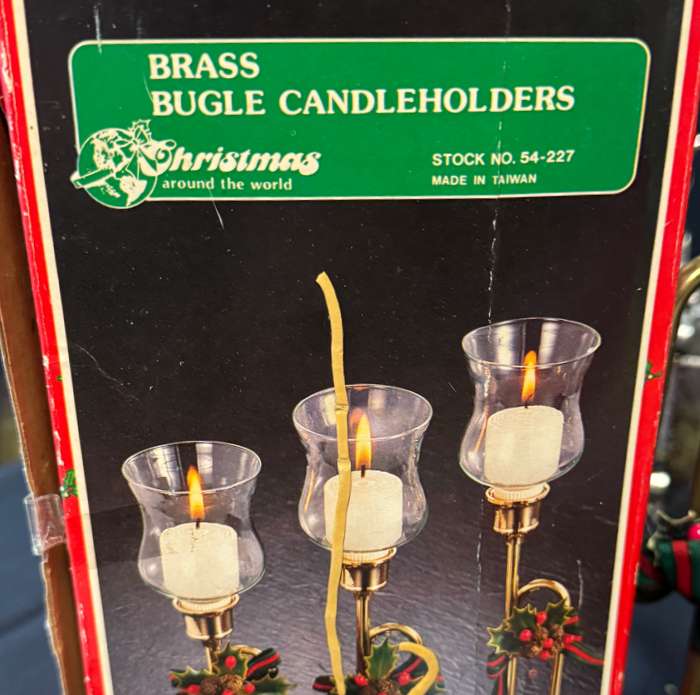 BRASS
BUGLE CANDLEHOLDERS
Christmas
around the world
STOCK NO. 54-227
MADE IN TAIWAN